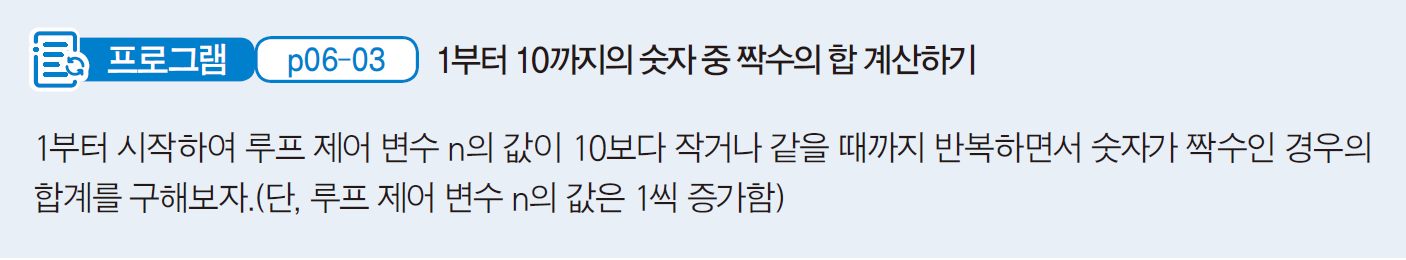 프로그램 p06-03 1부터 10까지의 숫자 중 짝수의 합 계산하기
1부터 시작하여 루프 제어 변수 n의 값이 10보다 작거나 같을 때까지 반복하면서 숫자가 짝수인 경우의
합계를 구해보자.(단, 루프 제어 변수 n의 값은 1씩 증가함)